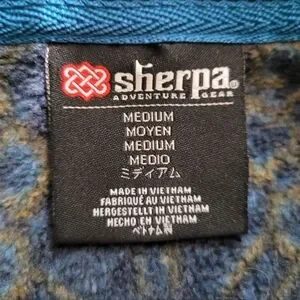 sherpa®
ADVENTURE GEAR
MEDIUM
MOYEN
MEDIUM
MEDIO
ミディアム
MADE IN VIETNAM
FABRIQUÉ AU VIETNAM
HERGESTELLT IN VIETNAM
HECHO EN VIETNAM
ベトナム製